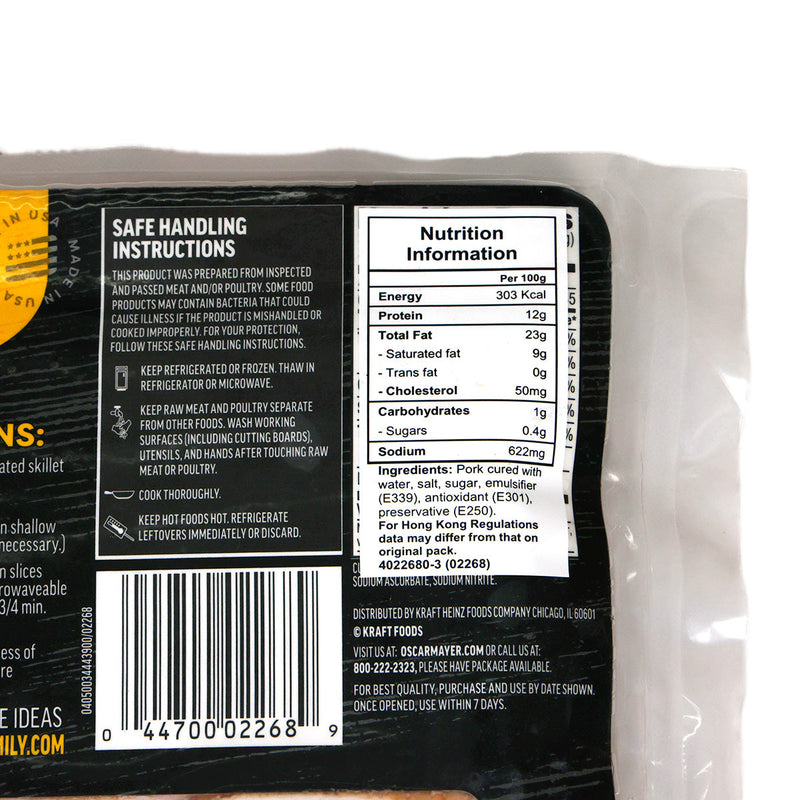 MADE IN USA
NS:
ated skillet
n shallow
necessary.)
n slices
rowaveable
3/4 min.
ess of
re
E IDEAS
MILY.COM
SAFE HANDLING
INSTRUCTIONS
THIS PRODUCT WAS PREPARED FROM INSPECTED
AND PASSED MEAT AND/OR POULTRY. SOME FOOD
PRODUCTS MAY CONTAIN BACTERIA THAT COULD
CAUSE ILLNESS IF THE PRODUCT IS MISHANDLED OR
COOKED IMPROPERLY. FOR YOUR PROTECTION,
FOLLOW THESE SAFE HANDLING INSTRUCTIONS.
KEEP REFRIGERATED OR FROZEN. THAW IN
REFRIGERATOR OR MICROWAVE.
KEEP RAW MEAT AND POULTRY SEPARATE
FROM OTHER FOODS. WASH WORKING
SURFACES (INCLUDING CUTTING BOARDS),
UTENSILS, AND HANDS AFTER TOUCHING RAW
MEAT OR POULTRY.
COOK THOROUGHLY.
KEEP HOT FOODS HOT. REFRIGERATE
LEFTOVERS IMMEDIATELY OR DISCARD.
04050034443900/02268
0 44700 02268 9
Nutrition
Information
Per 100g
Energy 303 Kcal
Protein 12g
Total Fat 23g
- Saturated fat 9g
- Trans fat 0g
- Cholesterol 50mg
Carbohydrates 1g
- Sugars 0.4g
Sodium 622mg
Ingredients: Pork cured with
water, salt, sugar, emulsifier
(E339), antioxidant (E301),
preservative (E250).
For Hong Kong Regulations
data may differ from that on
original pack.
4022680-3 (02268)
SODIUM ASCORBATE, SODIUM NITRITE.
DISTRIBUTED BY KRAFT HEINZ FOODS COMPANY CHICAGO, IL 60601
© KRAFT FOODS
VISIT US AT: OSCARMAYER.COM OR CALL US AT:
800-222-2323, PLEASE HAVE PACKAGE AVAILABLE.
FOR BEST QUALITY, PURCHASE AND USE BY DATE SHOWN.
ONCE OPENED, USE WITHIN 7 DAYS.